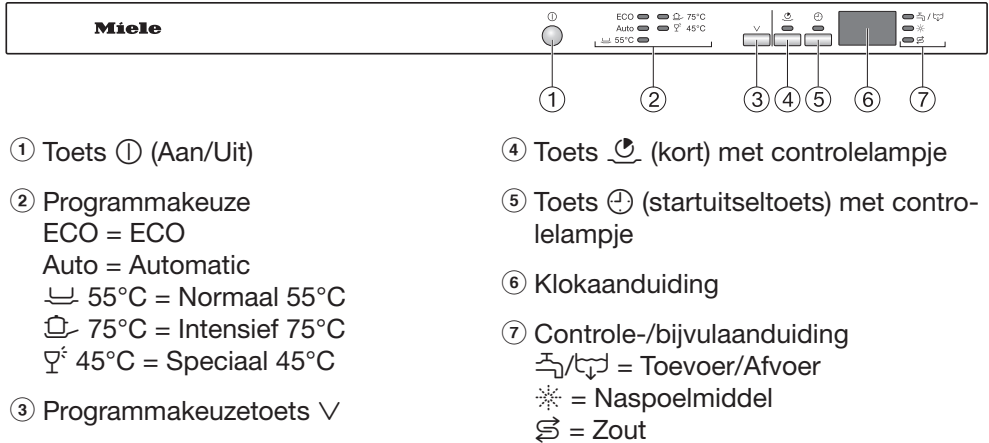 Miele
ECO 75°C
Auto 45°C
55°C
1 2 3 4 5 6 7
① Toets (Aan/Uit)
② Programmakeuze
ECO = ECO
Auto = Automatic
55°C = Normaal 55°C
75°C = Intensief 75°C
45°C = Speciaal 45°C
③ Programmakeuzetoets ∨
④ Toets (kort) met controlelampje
⑤ Toets (startuitseltoets) met contro-
lelampje
⑥ Klokaanduiding
⑦ Controle-/bijvulaanduiding
/ = Toevoer/Afvoer
= Naspoelmiddel
= Zout